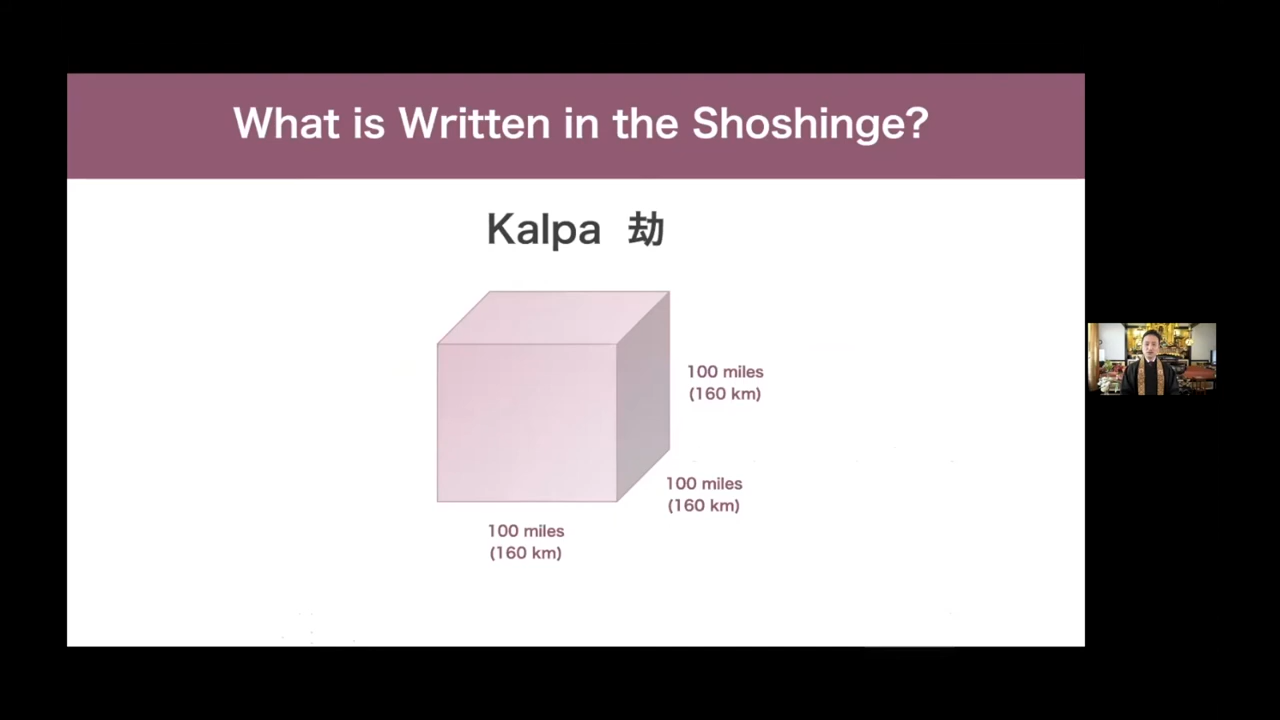 What is Written in the Shoshinge?
Kalpa 劫
100 miles
(160 km)
100 miles
(160 km)
100 miles
(160 km)